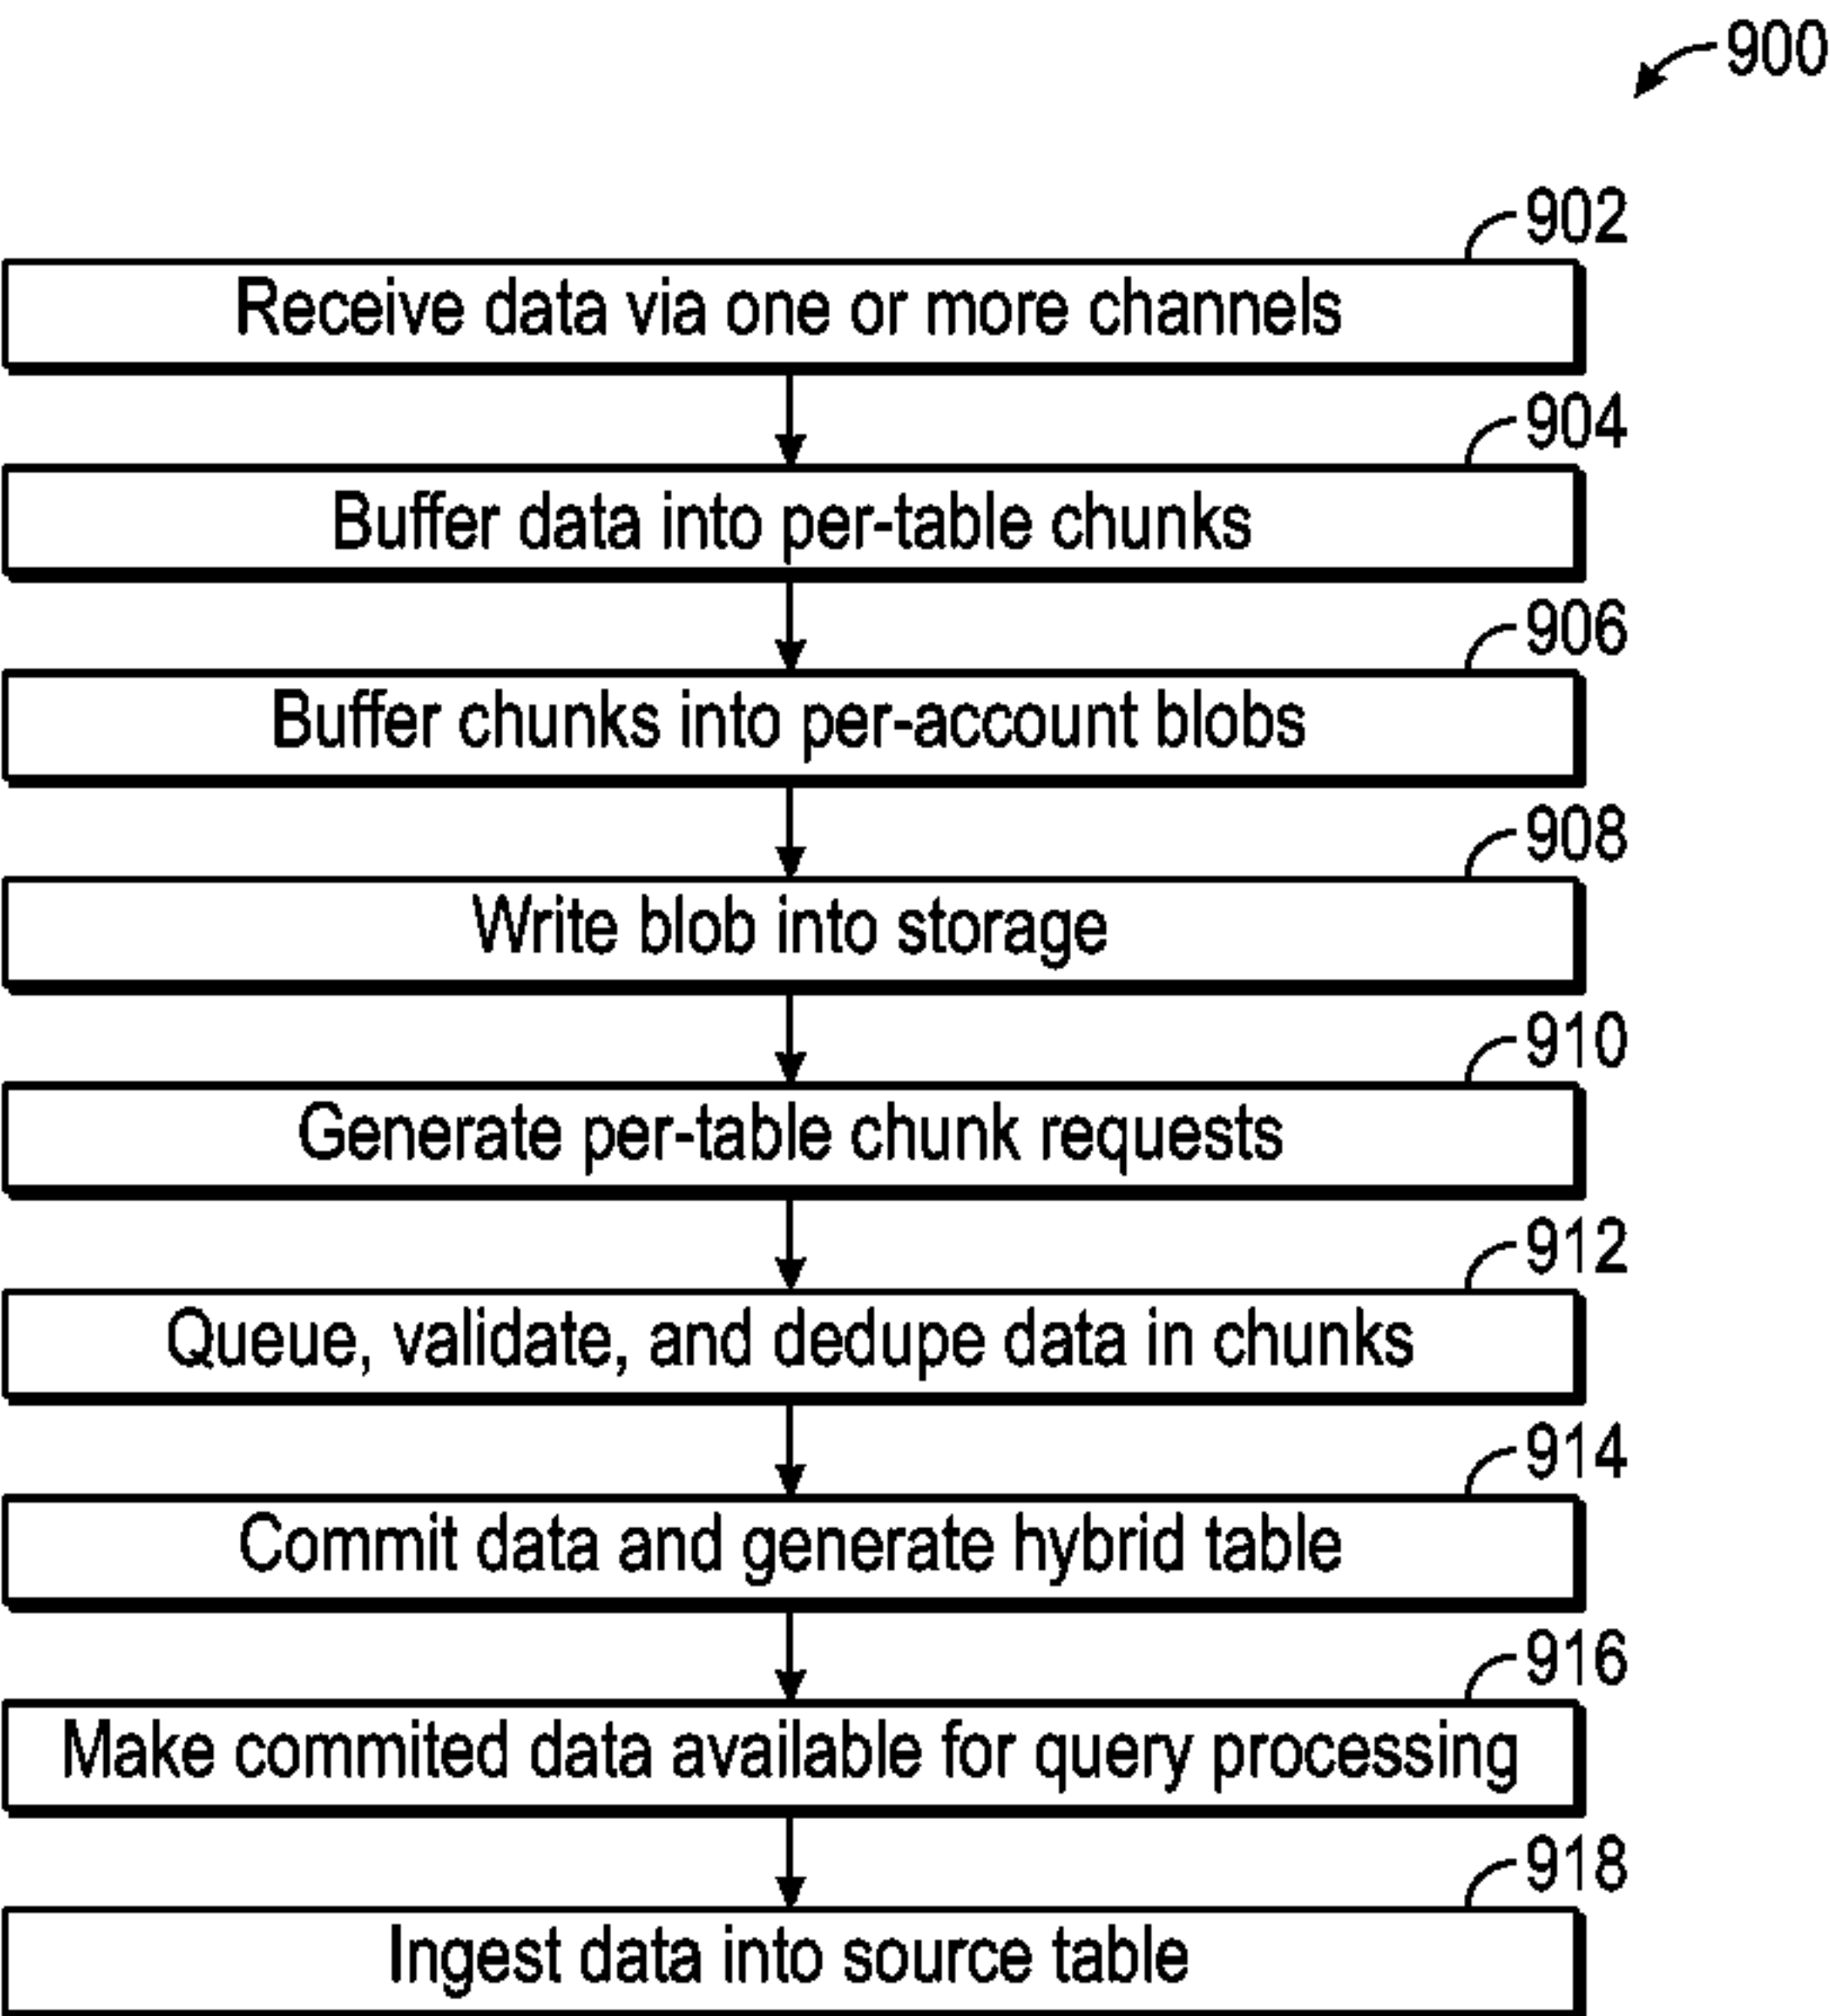 900
902
Receive data via one or more channels
904
Buffer data into per-table chunks
906
Buffer chunks into per-account blobs
908
Write blob into storage
910
Generate per-table chunk requests
912
Queue, validate, and dedupe data in chunks
914
Commit data and generate hybrid table
916
Make commited data available for query processing
918
Ingest data into source table